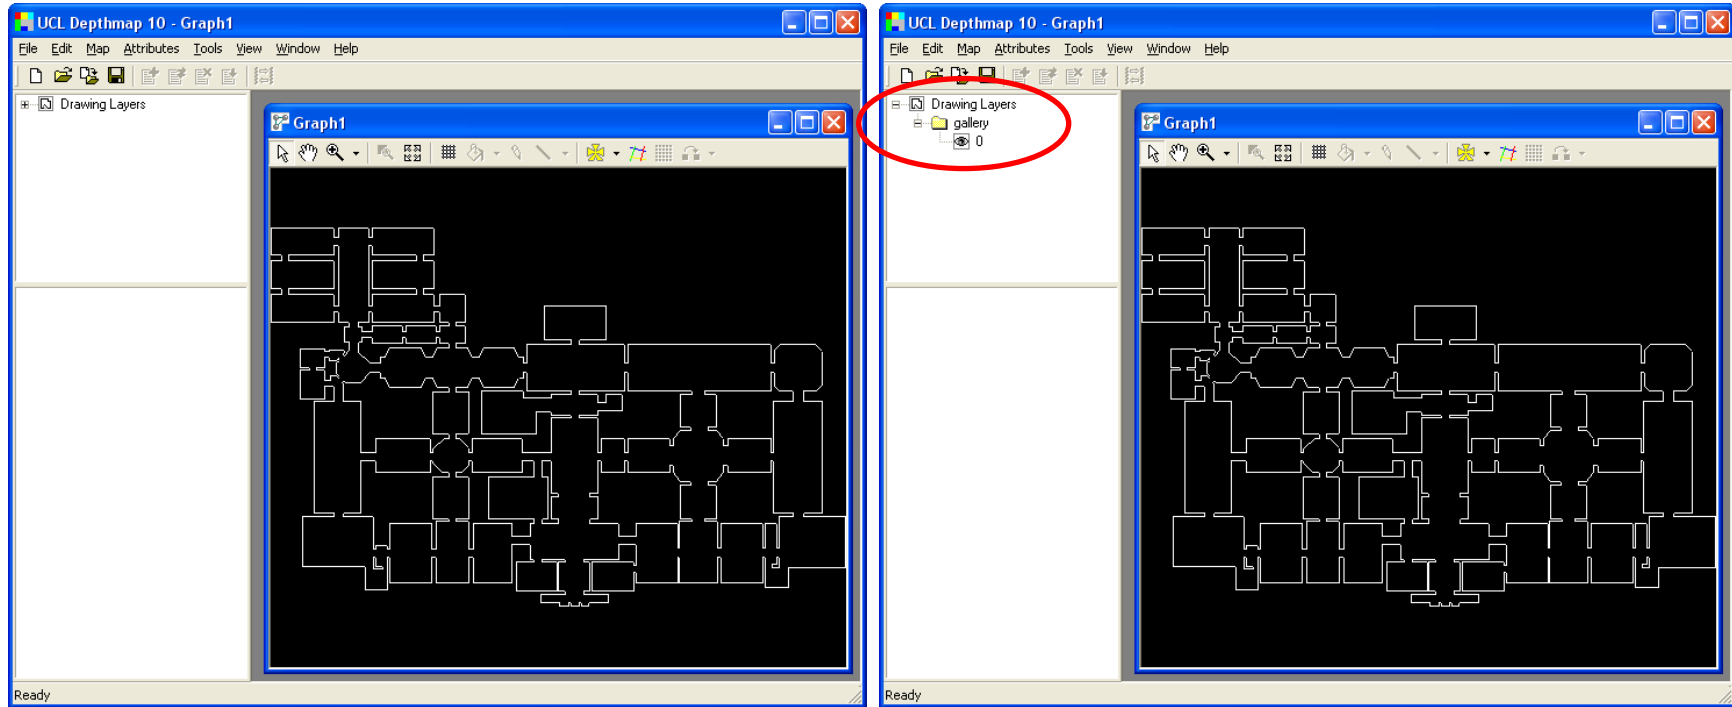 UCL Depthmap 10 - Graph1
File Edit Map Attributes Tools View Window Help
Drawing Layers
Graph1
Ready
UCL Depthmap 10 - Graph1
File Edit Map Attributes Tools View Window Help
Drawing Layers
gallery
0
Graph1
Ready